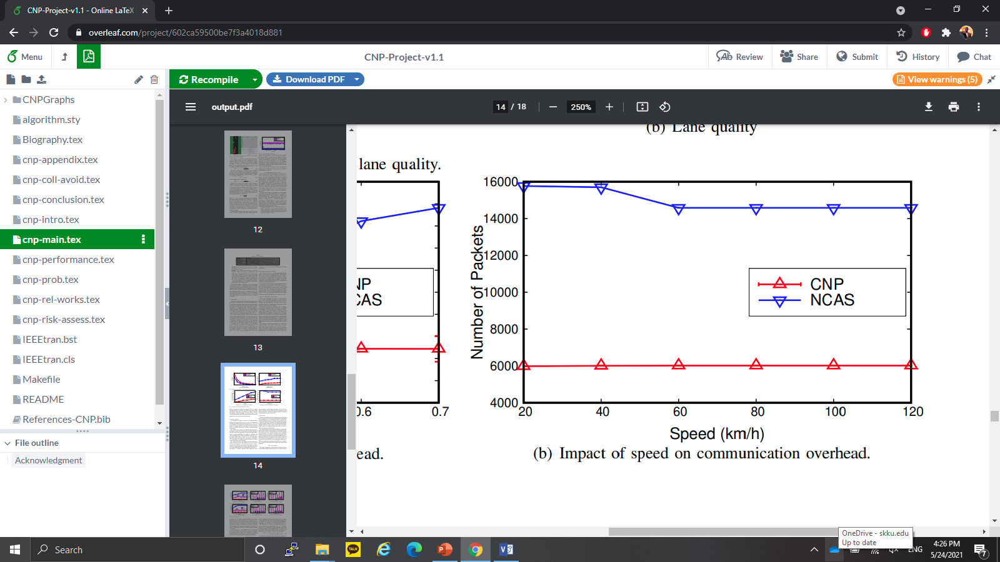 CNP-Project-v1.1 - Online LaTeX
overleaf.com/project/602ca59500be7f3a4018d881
Menu
CNP-Project-v1.1
Review
Share
Submit
History
Chat
Recompile
Download PDF
View warnings (5)
CNPGraphs
algorithm.sty
Biography.tex
cnp-appendix.tex
cnp-coll-avoid.tex
cnp-conclusion.tex
cnp-intro.tex
cnp-main.tex
cnp-performance.tex
cnp-prob.tex
cnp-rel-works.tex
cnp-risk-assess.tex
IEEEtran.bst
IEEEtran.cls
Makefile
README
References-CNP.bib
File outline
Acknowledgment
output.pdf
14 / 18
250%
12
13
14
(b) Lane quality
lane quality.
NP
CAS
0.6 0.7
ead.
16000
14000
12000
10000
8000
6000
4000
Number of Packets
CNP
NCAS
20 40 60 80 100 120
Speed (km/h)
(b) Impact of speed on communication overhead.
OneDrive - skku.edu
Up to date
Search
TALK
ENG
4:26 PM
5/24/2021
7